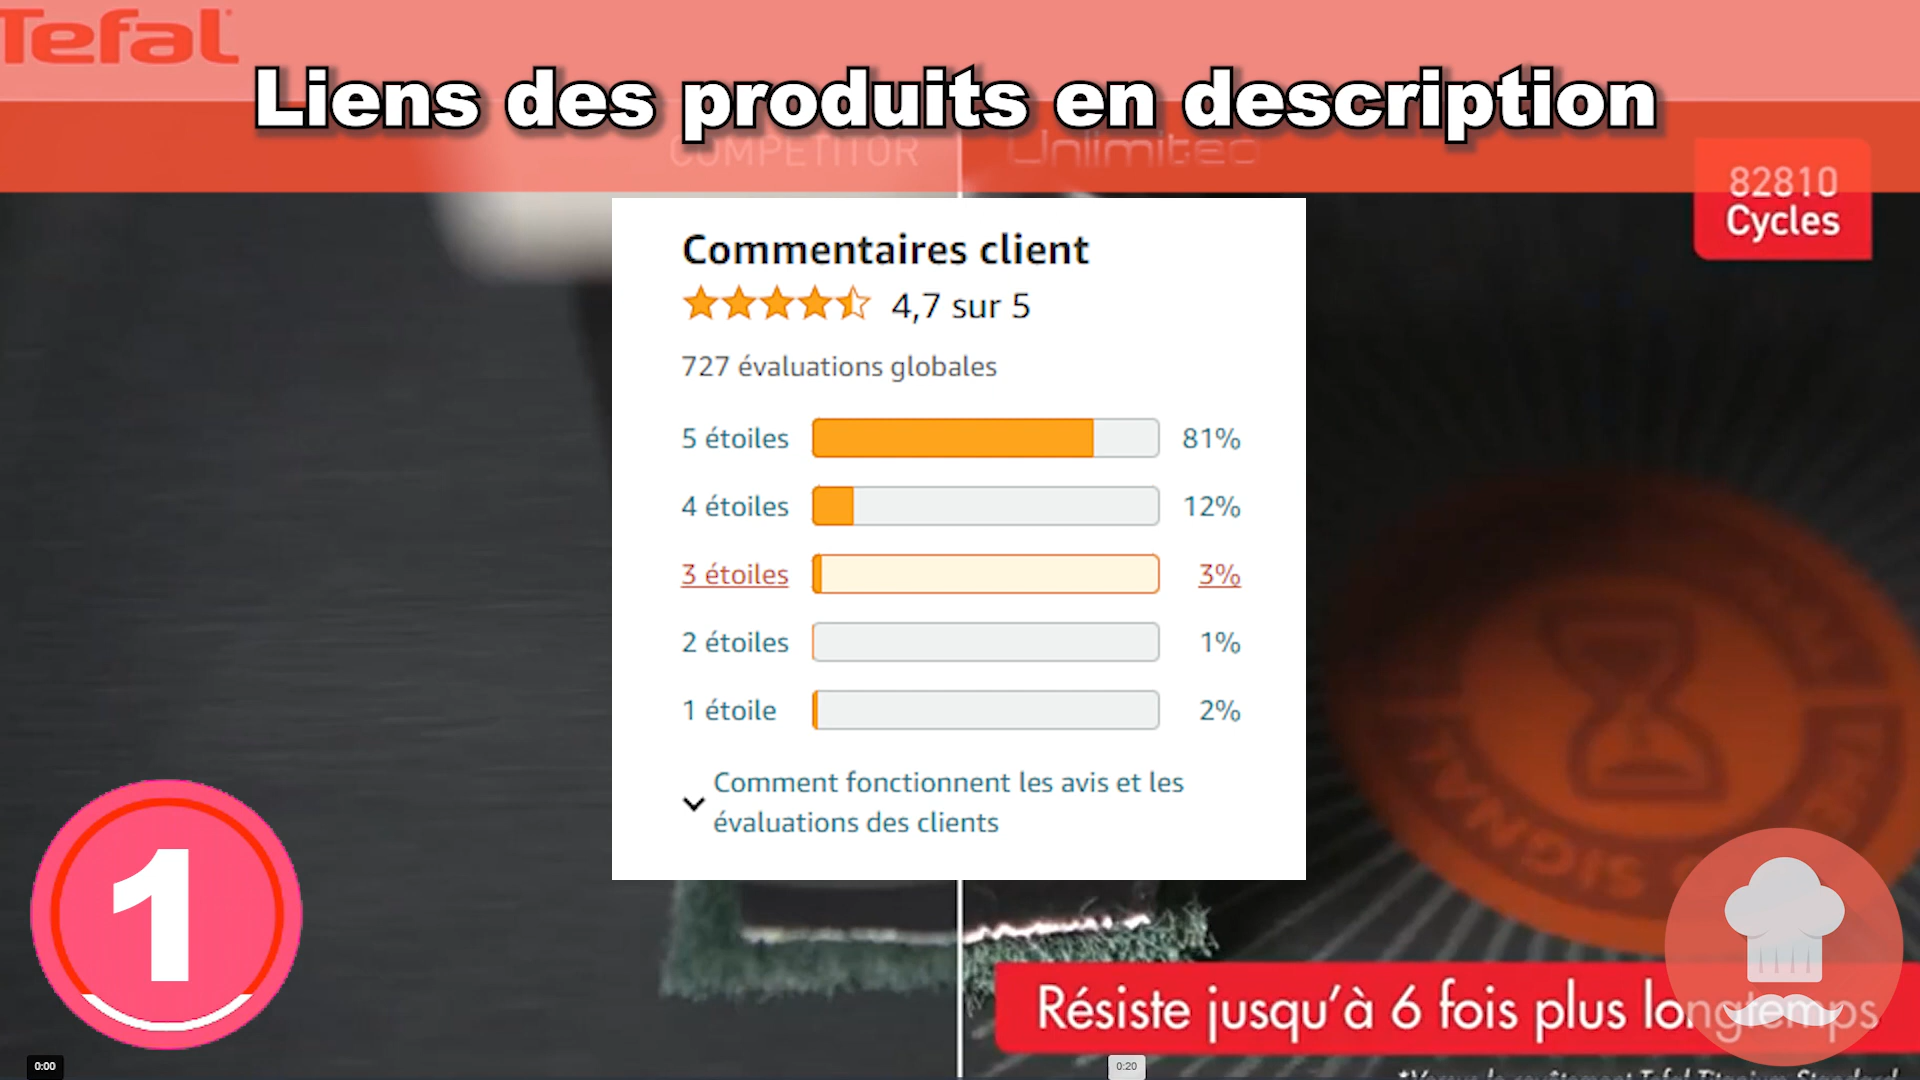 Tefal
Liens des produits en description
COMPETITOR
Unlimited
82810
Cycles
Commentaires client
4,7 sur 5
727 évaluations globales
5 étoiles 81%
4 étoiles 12%
3 étoiles 3%
2 étoiles 1%
1 étoile 2%
Comment fonctionnent les avis et les
évaluations des clients
1
Résiste jusqu'à 6 fois plus longtemps
0:00
0:20